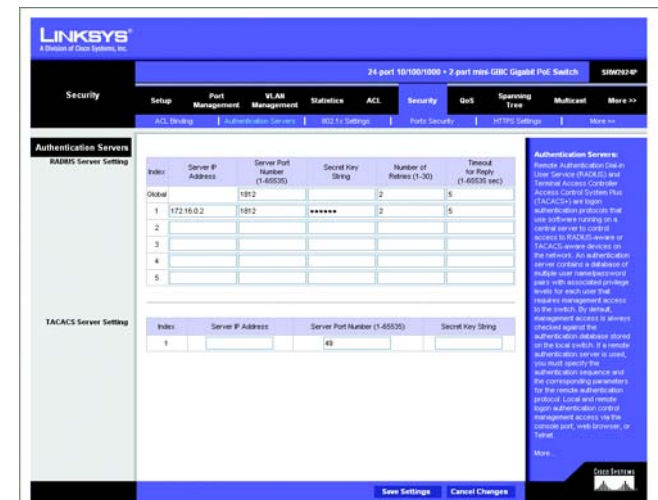 LINKSYS®
A Division of Cisco Systems, Inc.
24-port 10/100/1000 + 2-port mini-GBIC Gigabit PoE Switch SRW2024P
Security
Setup Port Management VLAN Management Statistics ACL Security QoS Spanning Tree Multicast More >>
ACL Binding | Authentication Servers | 802.1x Settings | Ports Security | HTTPS Settings | More >>
Authentication Servers
RADIUS Server Setting
Index Server IP Address Server Port Number (1-65535) Secret Key String Number of Retries (1-30) Timeout for Reply (1-65535 sec)
Global 1812 2 5
1 172.16.0.2 1812 ●●●●●● 2 5
2
3
4
5
TACACS Server Setting
Index Server IP Address Server Port Number (1-65535) Secret Key String
1 49
Authentication Servers:
Remote Authentication Dial-in
User Service (RADIUS) and
Terminal Access Controller
Access Control System Plus
(TACACS+) are logon
authentication protocols that
use software running on a
central server to control
access to RADIUS-aware or
TACACS-aware devices on
the network. An authentication
server contains a database of
multiple user name/password
pairs with associated privilege
levels for each user that
requires management access
to the switch. By default,
management access is always
checked against the
authentication database stored
on the local switch. If a remote
authentication server is used,
you must specify the
authentication sequence and
the corresponding parameters
for the remote authentication
protocol. Local and remote
logon authentication control
management access via the
console port, web browser, or
Telnet.
More...
Save Settings Cancel Changes
CISCO SYSTEMS